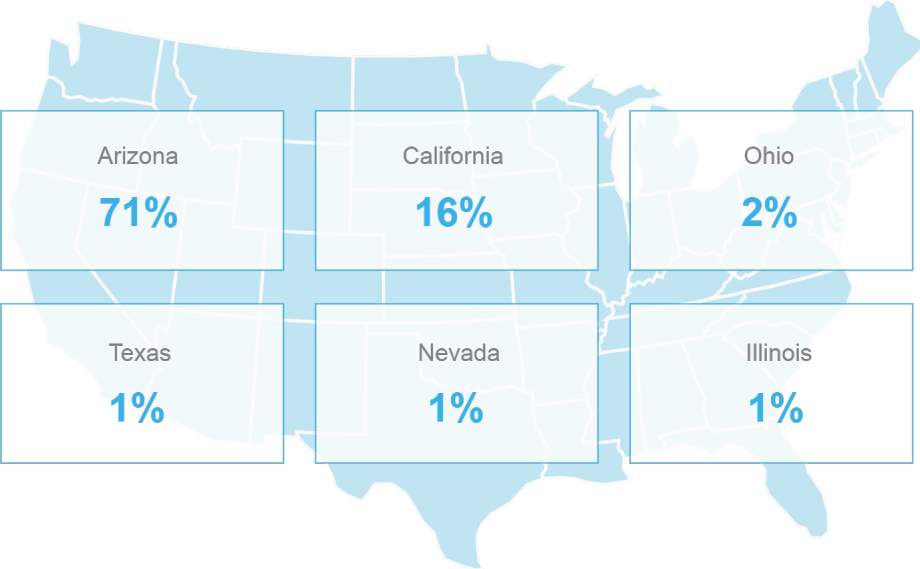 Arizona
71%
California
16%
Ohio
2%
Texas
1%
Nevada
1%
Illinois
1%